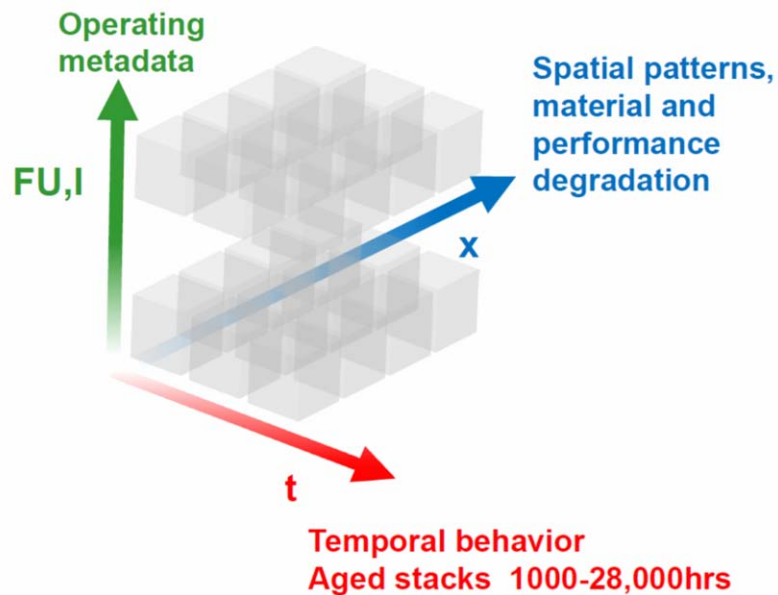 Operating
metadata
FU,I
Spatial patterns,
material and
performance
degradation
x
t
Temporal behavior
Aged stacks 1000-28,000hrs